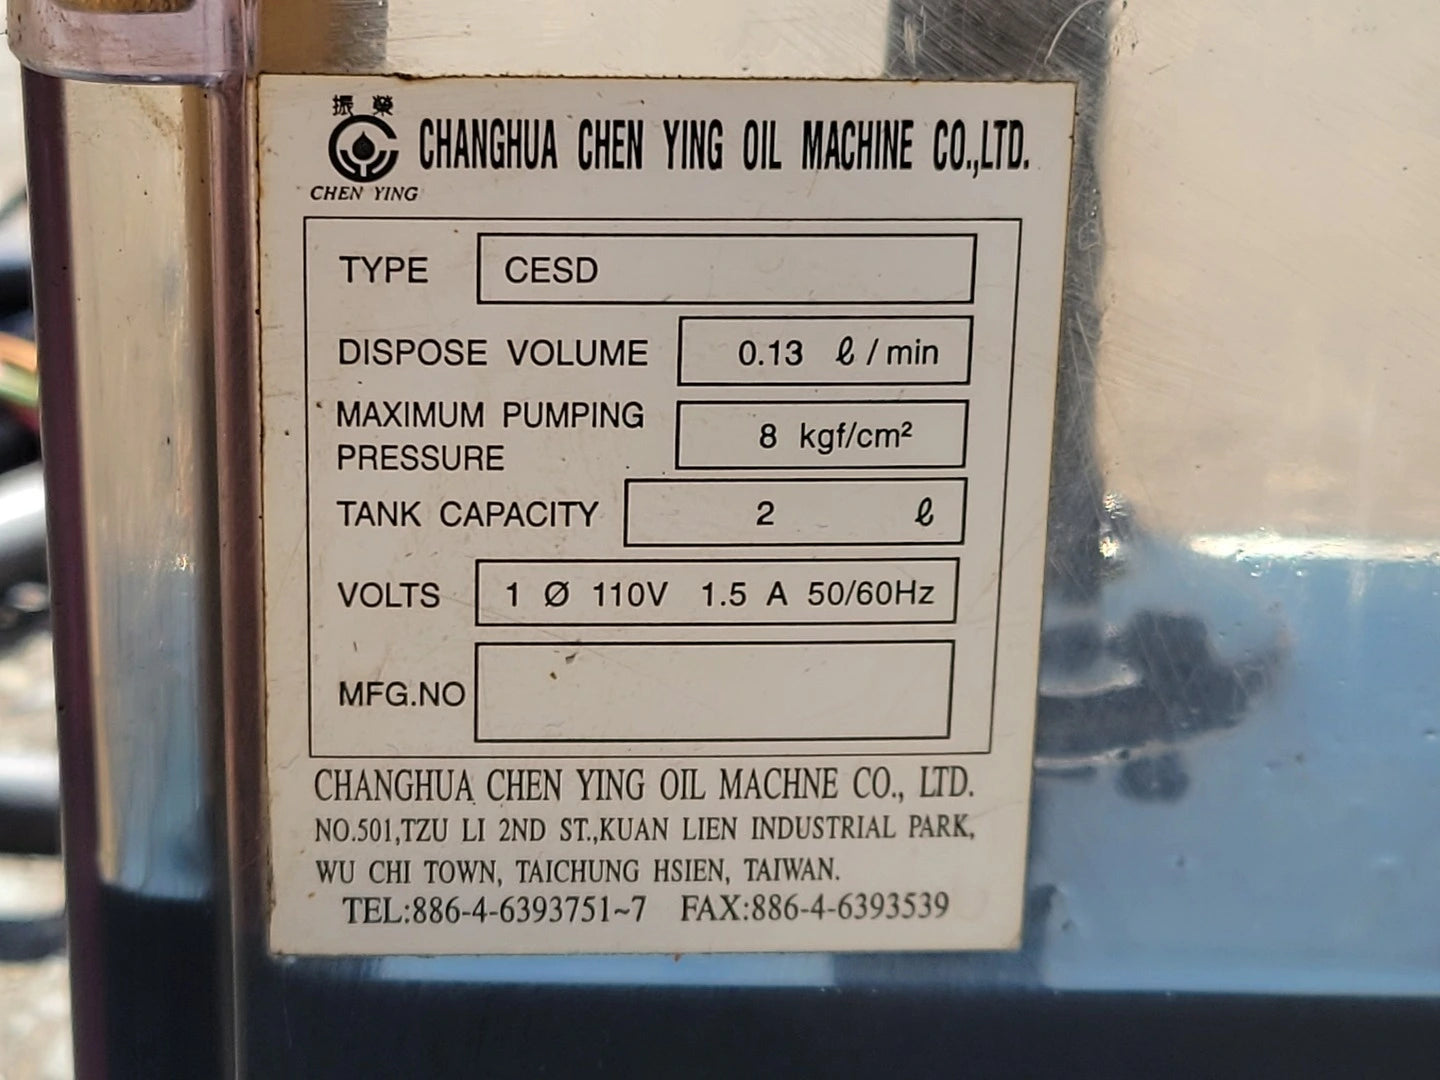 振 榮
CHEN YING
CHANGHUA CHEN YING OIL MACHINE CO.,LTD.
TYPE CESD
DISPOSE VOLUME 0.13 ℓ / min
MAXIMUM PUMPING
PRESSURE 8 kgf/cm²
TANK CAPACITY 2 ℓ
VOLTS 1 Ø 110V 1.5 A 50/60Hz
MFG.NO
CHANGHUA CHEN YING OIL MACHNE CO., LTD.
NO.501,TZU LI 2ND ST.,KUAN LIEN INDUSTRIAL PARK,
WU CHI TOWN, TAICHUNG HSIEN, TAIWAN.
TEL:886-4-6393751~7 FAX:886-4-6393539